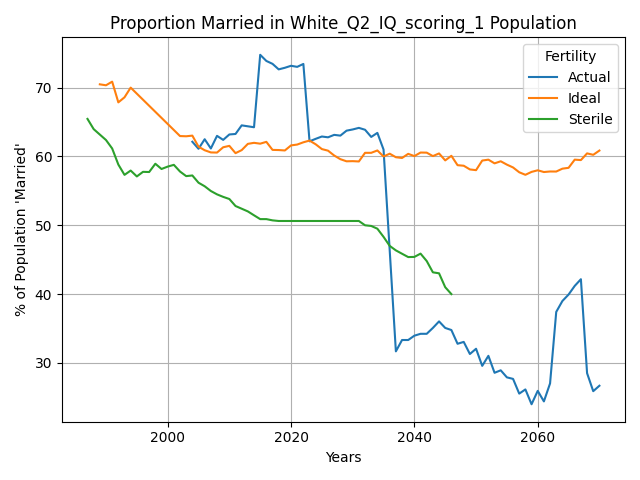 Proportion Married in White_Q2_IQ_scoring_1 Population
Fertility
Actual
Ideal
Sterile
% of Population 'Married'
70
60
50
40
30
2000
2020
2040
2060
Years